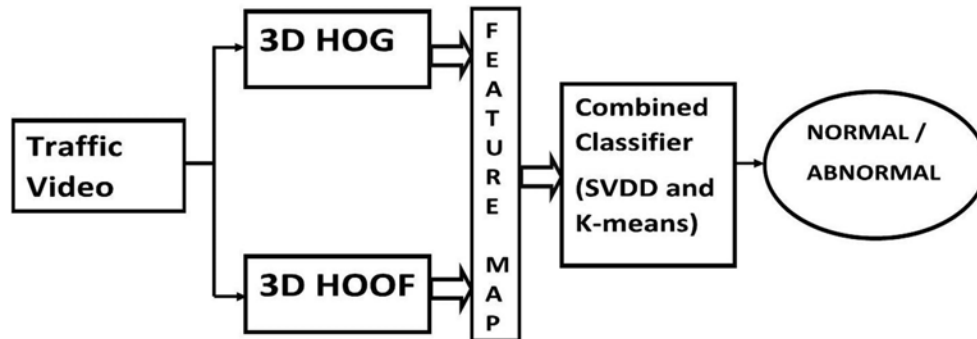 Traffic
Video
3D HOG
3D HOOF
F
E
A
T
U
R
E
M
A
P
Combined
Classifier
(SVDD and
K-means)
NORMAL /
ABNORMAL